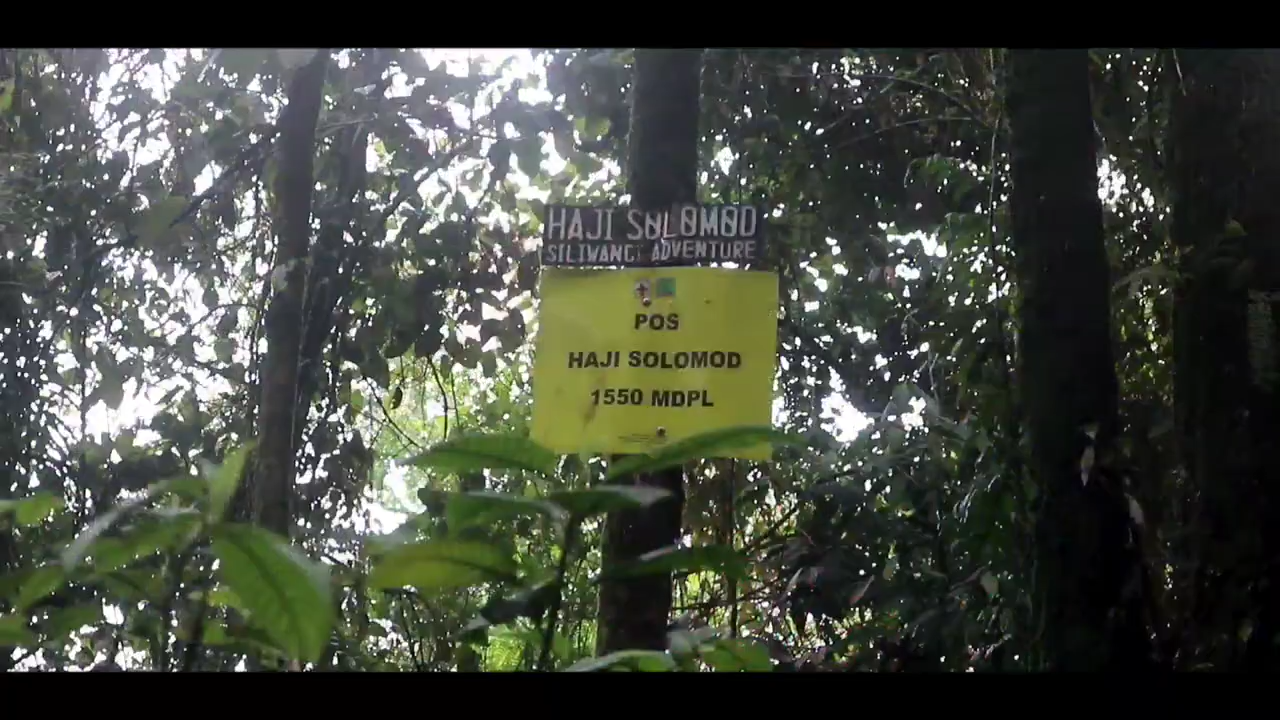 HAJI SOLOMOD
SILIWANGI ADVENTURE
POS
HAJI SOLOMOD
1550 MDPL